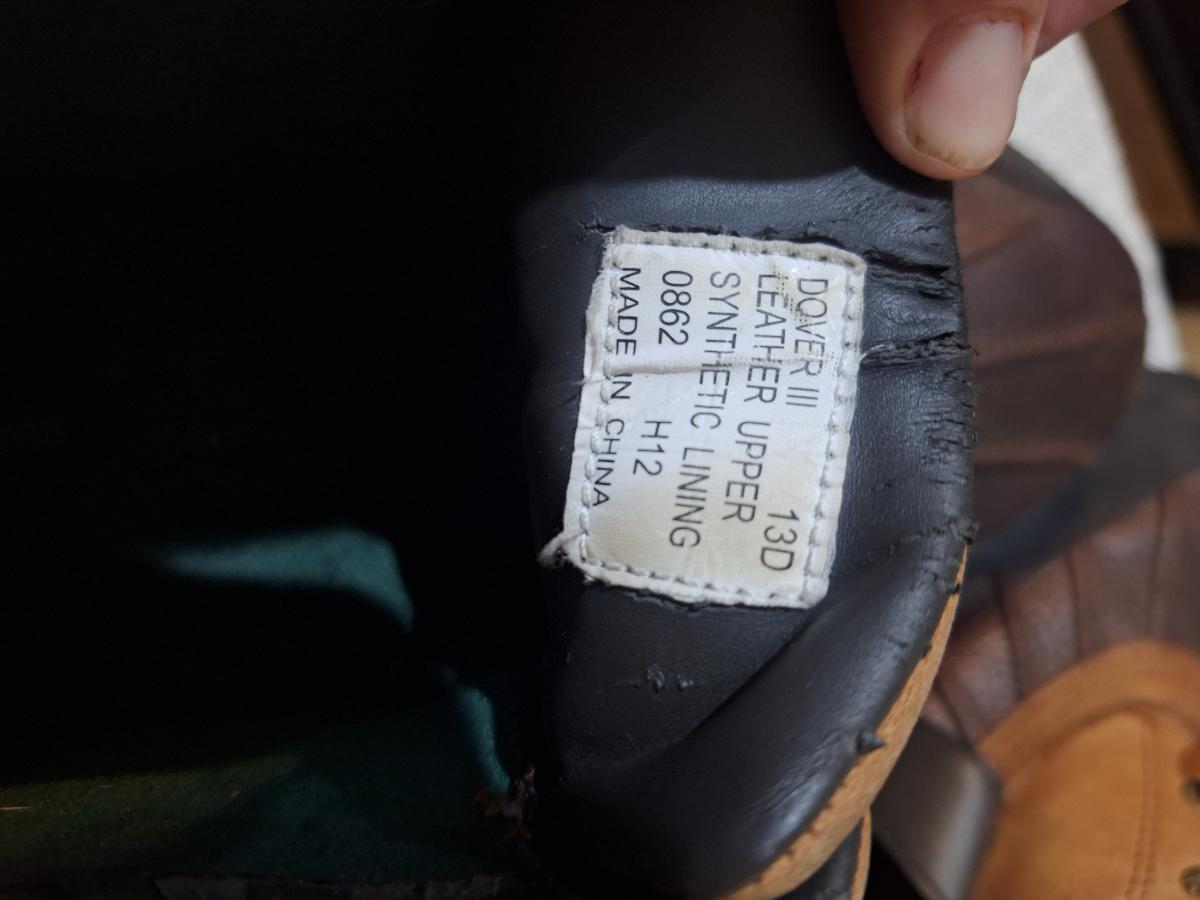 DOVER III 13D
LEATHER UPPER
SYNTHETIC LINING
0862 H12
MADE IN CHINA